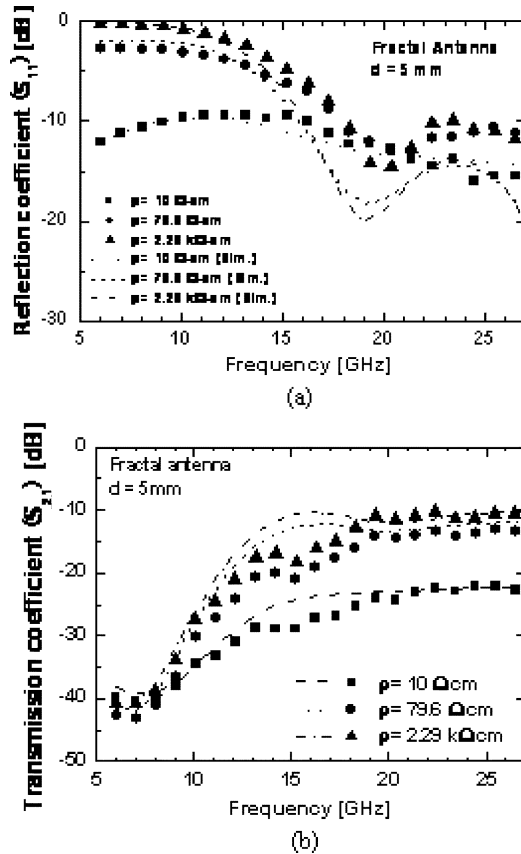 Reflection coefficient (S11) [dB]
0
-10
-20
-30
Fractal Antenna
d = 5 mm
5 10 15 20 25
Frequency [GHz]
(a)
Transmission coefficient (S21) [dB]
0
-10
-20
-30
-40
-50
Fractal antenna
d = 5mm
ρ= 10 Ωcm
ρ= 79.6 Ωcm
ρ= 2.29 kΩcm
5 10 15 20 25
Frequency [GHz]
(b)